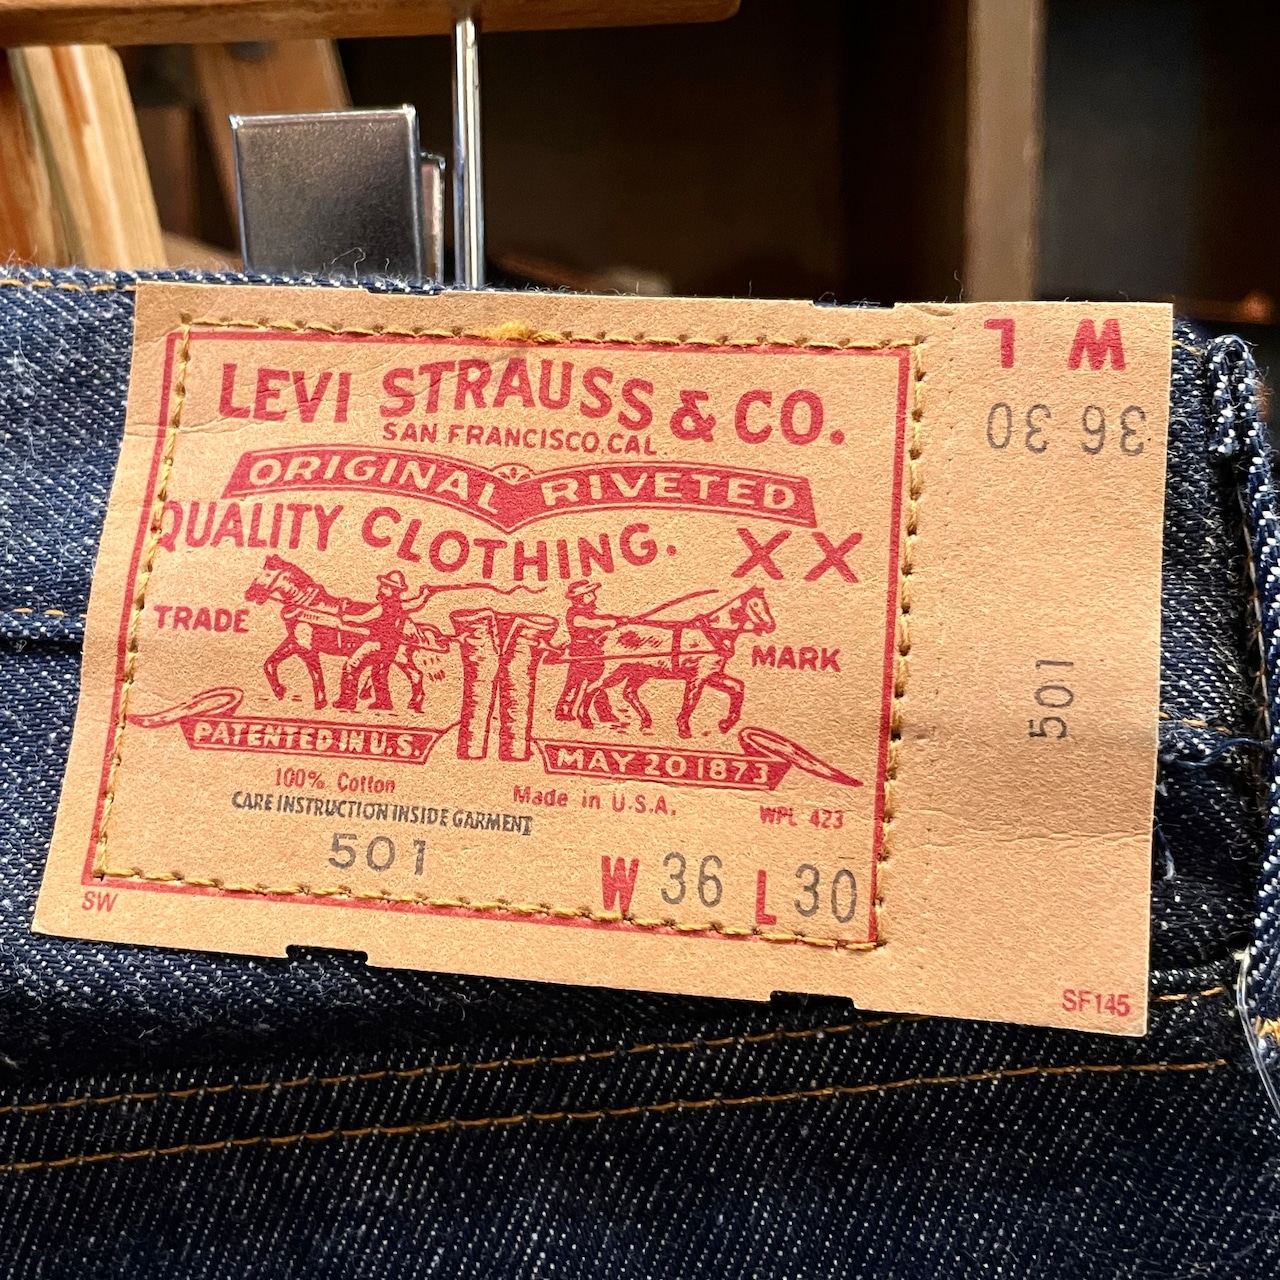 LEVI STRAUSS & CO.
SAN FRANCISCO, CAL.
ORIGINAL RIVETED
QUALITY CLOTHING. XX
TRADE MARK
PATENTED IN U.S. MAY 20 1873
100% Cotton Made in U.S.A. WPL 423
CARE INSTRUCTION INSIDE GARMENT
501
W 36 L 30
SW
W L
36 30
501
SF145